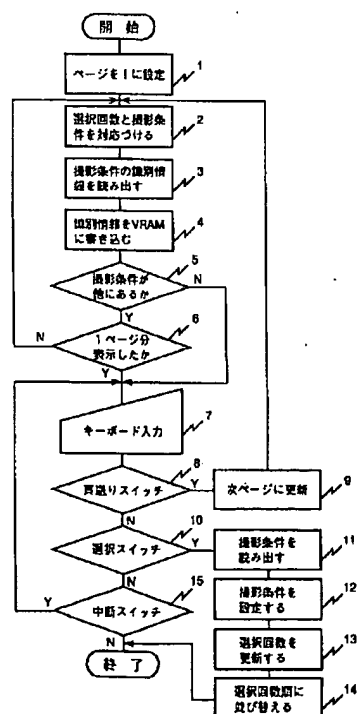 開始
ページを1に設定
1
選択回数と撮影条
件を対応づける
2
撮影条件の識別情
報を読み出す
3
識別情報をVRAM
に書き込む
4
撮影条件が
他にあるか
5
N
Y
1ページ分
表示したか
6
N
Y
キーボード入力
7
頁送りスイッチ
8
Y
次ページに更新
9
N
選択スイッチ
10
Y
撮影条件を
読み出す
11
撮影条件を
設定する
12
N
中断スイッチ
15
Y
選択回数を
更新する
13
N
終了
選択回数順に
並び替える
14